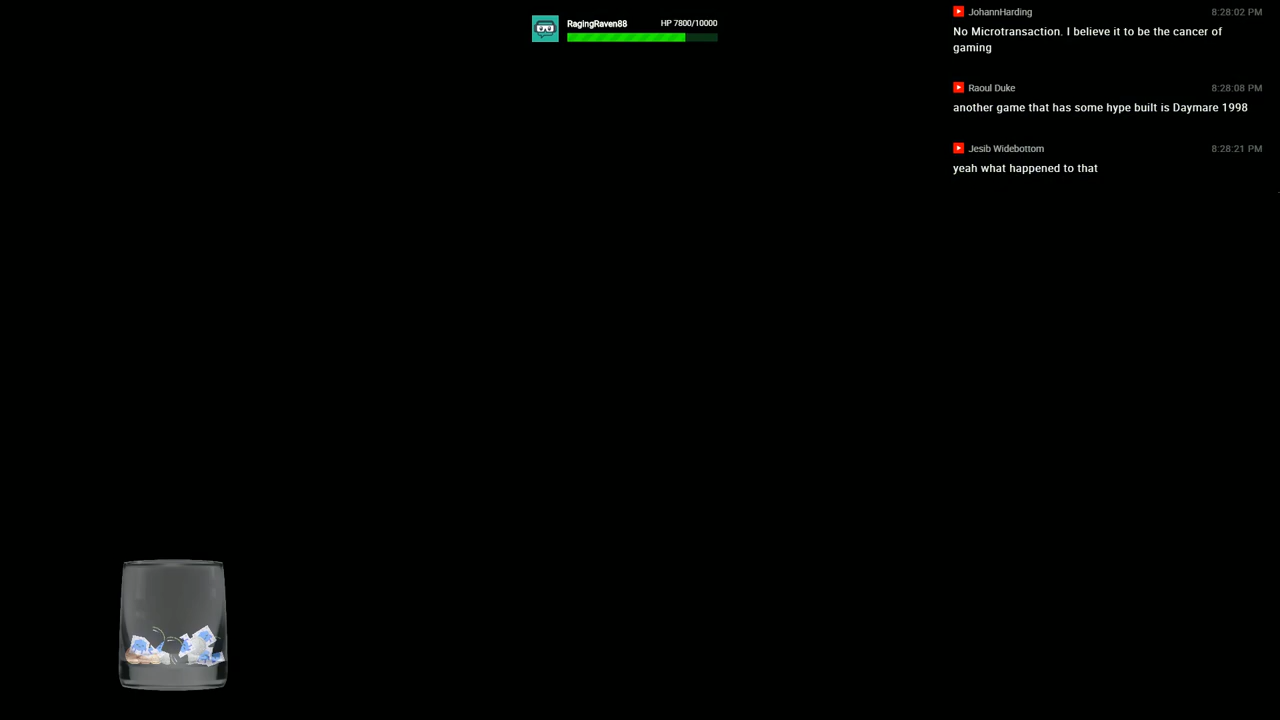 RagingRaven88 HP 7800/10000
JohannHarding 8:28:02 PM
No Microtransaction. I believe it to be the cancer of
gaming
Raoul Duke 8:28:08 PM
another game that has some hype built is Daymare 1998
Jesib Widebottom 8:28:21 PM
yeah what happened to that